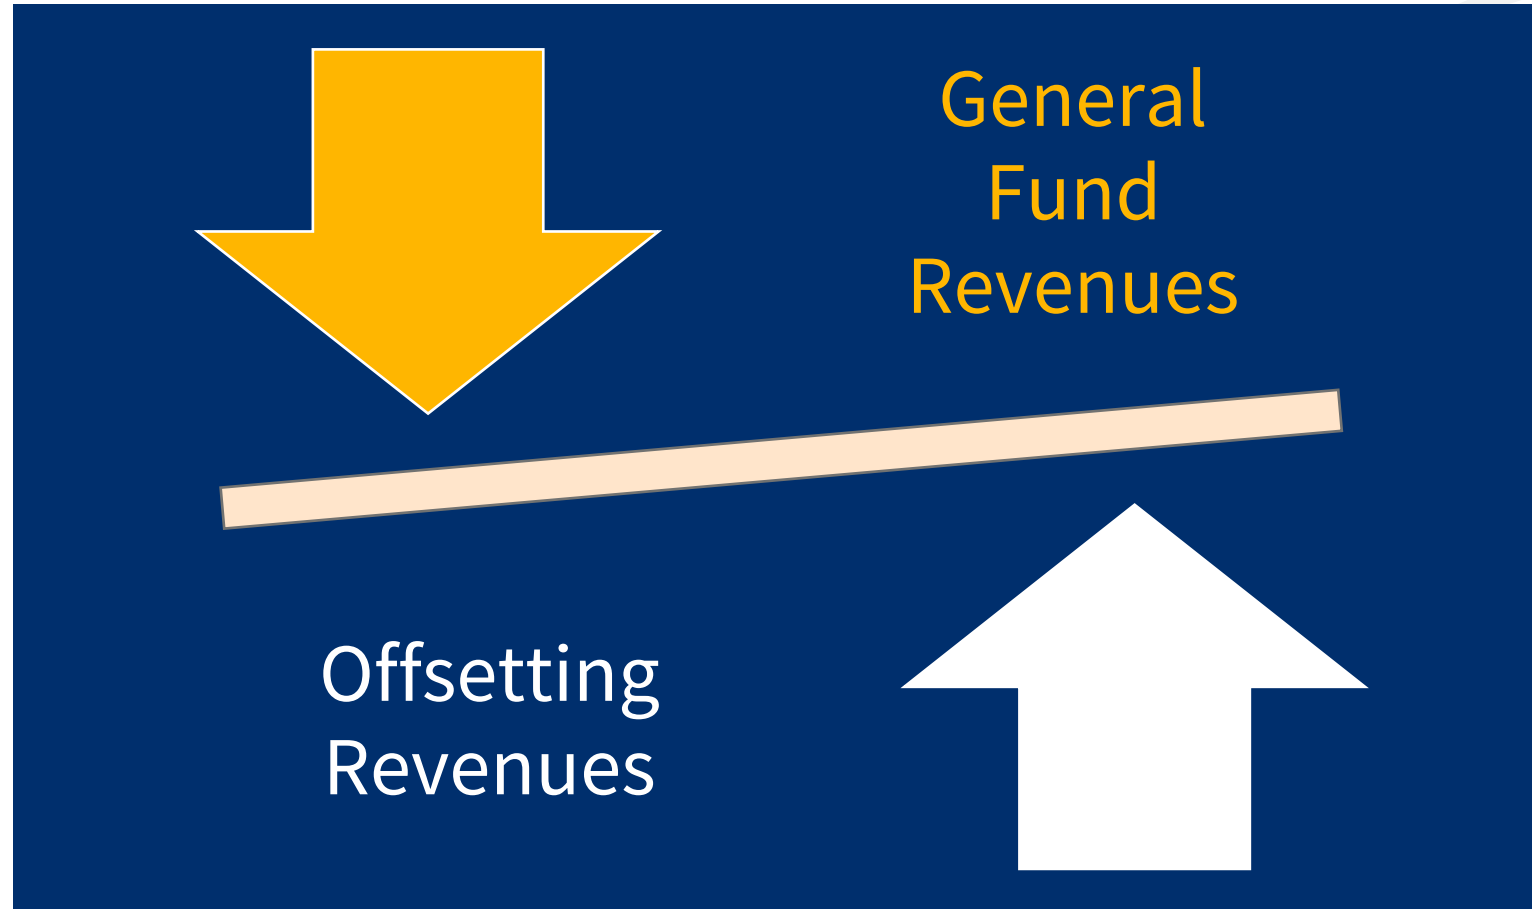 General
Fund
Revenues
Offsetting
Revenues